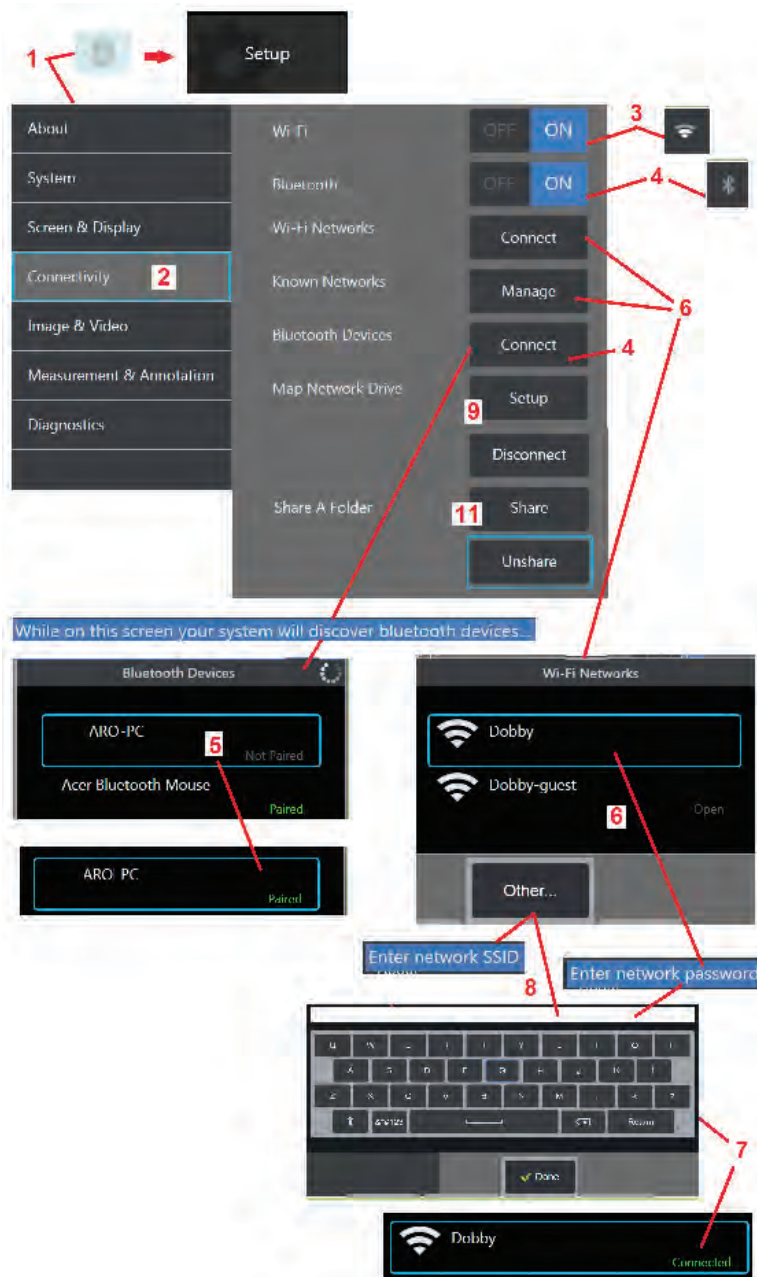 1
Setup
About
Wi-Fi
OFF ON
3
System
Bluetooth
OFF ON
4
Screen & Display
Wi-Fi Networks
Connect
Connectivity 2
Known Networks
Manage
6
Image & Video
Bluetooth Devices
Connect
4
Measurement & Annotation
Map Network Drive
9
Setup
Diagnostics
Disconnect
Share A Folder
11
Share
Unshare
While on this screen your system will discover bluetooth devices...
Bluetooth Devices
ARO-PC
5
Not Paired
Acer Bluetooth Mouse
Paired
ARO-PC
Paired
Wi-Fi Networks
Dobby
Dobby-guest
6
Open
Other...
Enter network SSID
8
Enter network password
Return
Done
7
Dobby
Connected